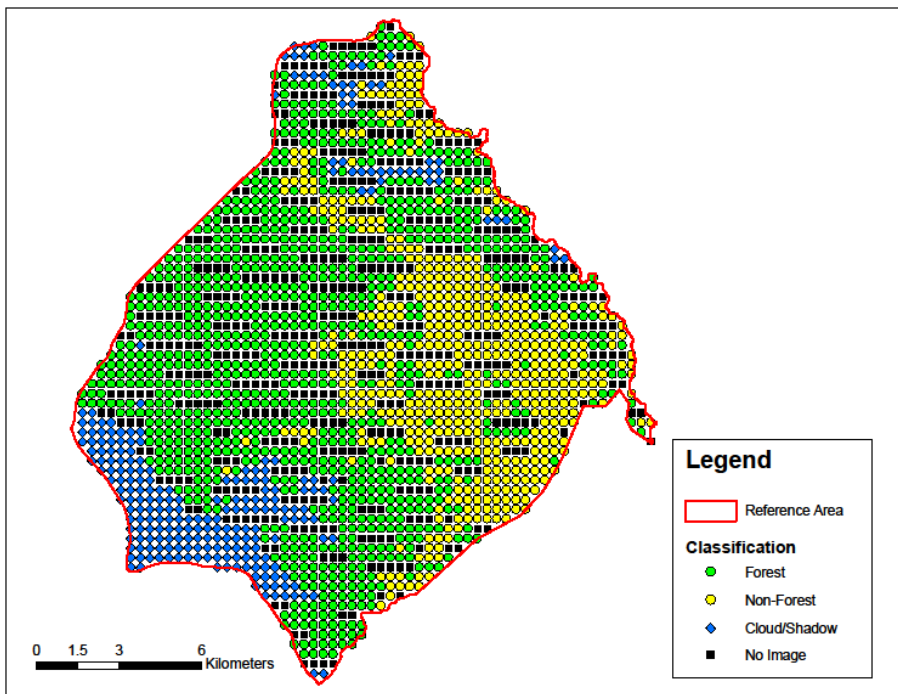 Legend
Reference Area
Classification
Forest
Non-Forest
Cloud/Shadow
No Image
0 1.5 3 6
Kilometers